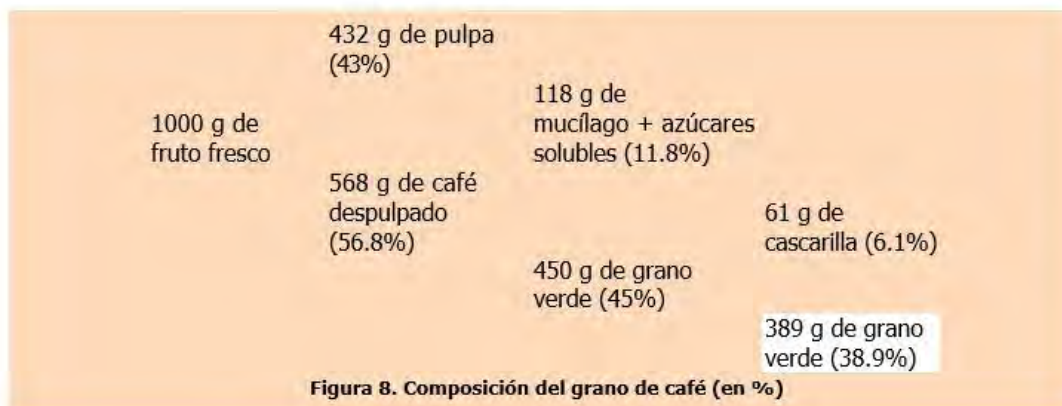 432 g de pulpa
(43%)
1000 g de
fruto fresco
118 g de
mucílago + azúcares
solubles (11.8%)
568 g de café
despulpado
(56.8%)
61 g de
cascarilla (6.1%)
450 g de grano
verde (45%)
389 g de grano
verde (38.9%)
Figura 8. Composición del grano de café (en %)